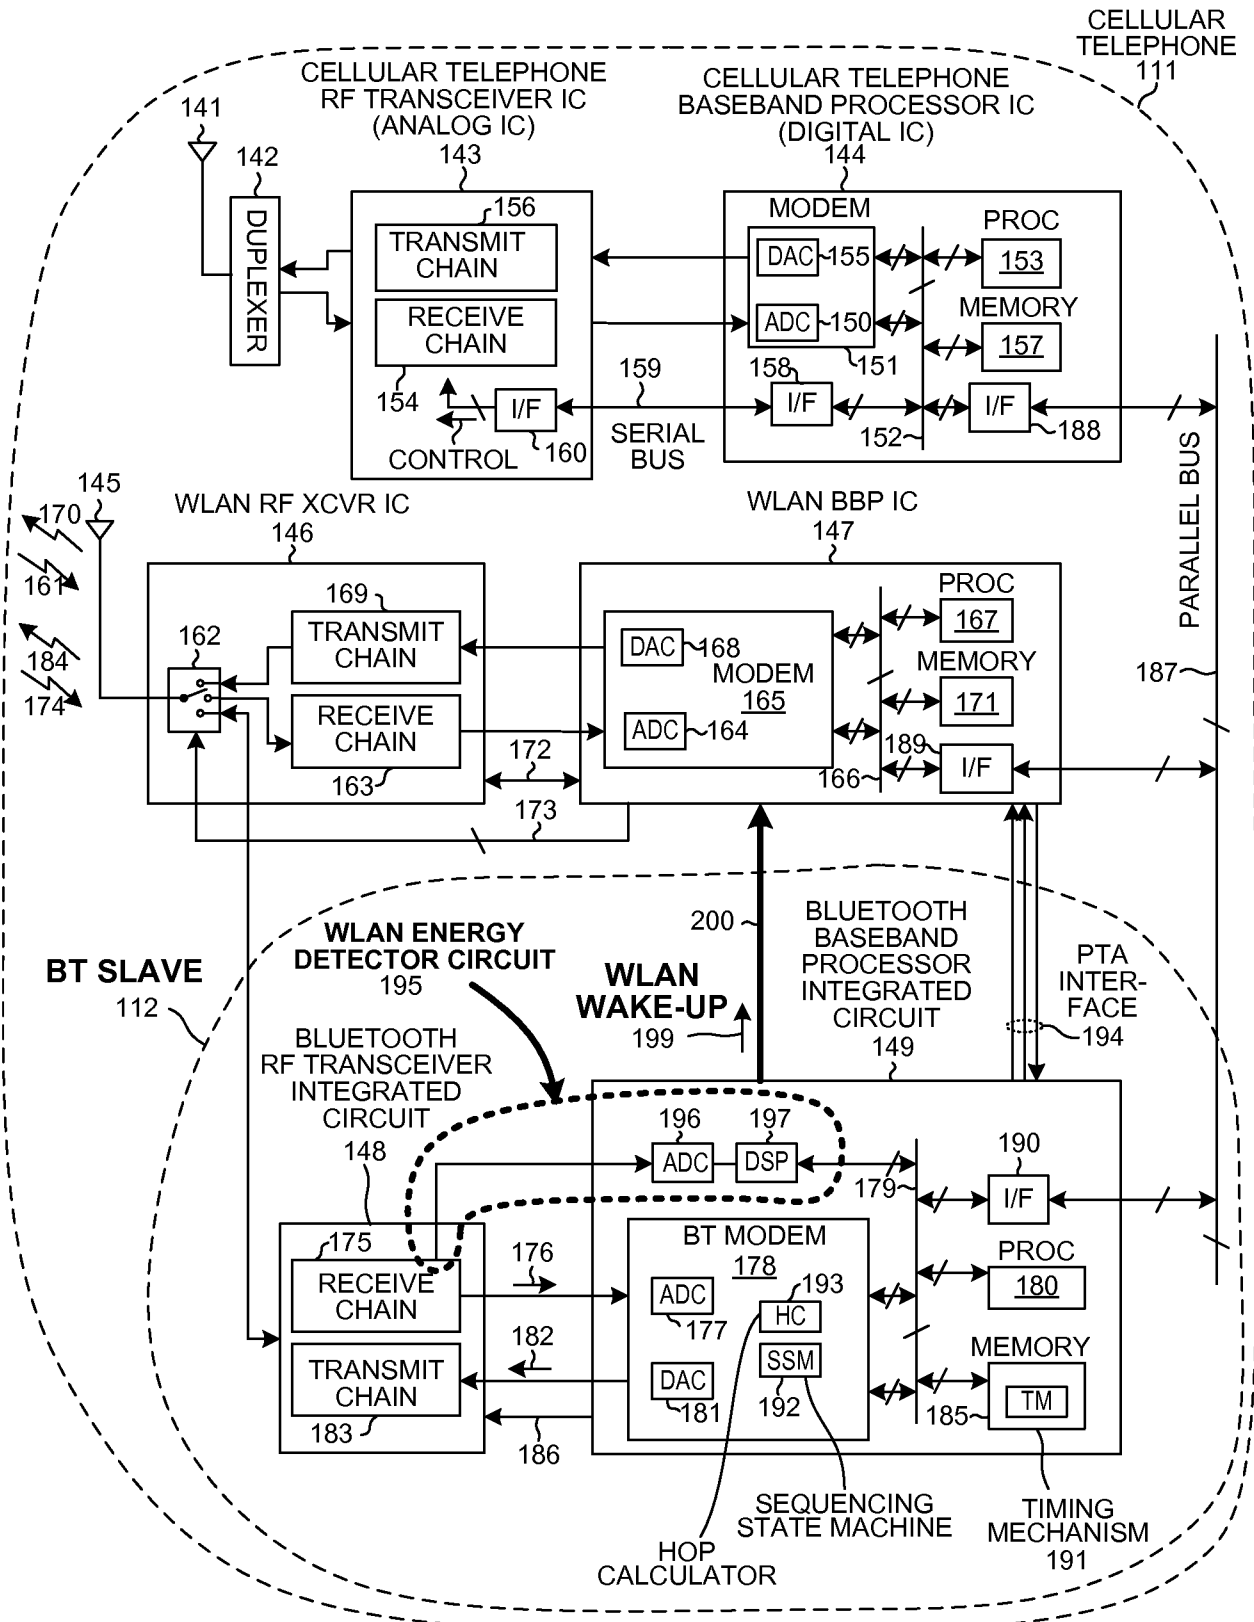 CELLULAR
TELEPHONE
111
CELLULAR TELEPHONE
RF TRANSCEIVER IC
(ANALOG IC)
143
CELLULAR TELEPHONE
BASEBAND PROCESSOR IC
(DIGITAL IC)
144
141
142
DUPLEXER
156
TRANSMIT
CHAIN
RECEIVE
CHAIN
154
I/F
160
CONTROL
159
SERIAL
BUS
MODEM
DAC
155
ADC
150
151
158
I/F
152
PROC
153
MEMORY
157
I/F
188
PARALLEL BUS
187
145
170
161
184
174
WLAN RF XCVR IC
146
162
169
TRANSMIT
CHAIN
RECEIVE
CHAIN
163
172
173
WLAN BBP IC
147
DAC
168
MODEM
165
ADC
164
166
PROC
167
MEMORY
171
189
I/F
BT SLAVE
112
WLAN ENERGY
DETECTOR CIRCUIT
195
WLAN
WAKE-UP
199
200
BLUETOOTH
BASEBAND
PROCESSOR
INTEGRATED
CIRCUIT
149
PTA
INTER-
FACE
194
BLUETOOTH
RF TRANSCEIVER
INTEGRATED
CIRCUIT
148
196
ADC
197
DSP
179
190
I/F
175
RECEIVE
CHAIN
TRANSMIT
CHAIN
183
176
182
186
BT MODEM
178
ADC
177
193
HC
SSM
192
DAC
181
PROC
180
MEMORY
TM
185
SEQUENCING
STATE MACHINE
HOP
CALCULATOR
TIMING
MECHANISM
191